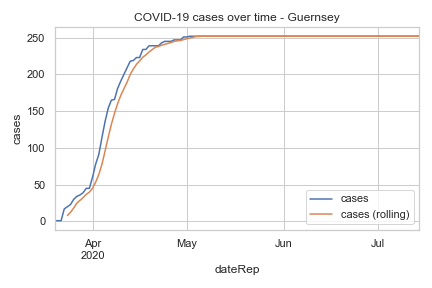 COVID-19 cases over time - Guernsey
250
200
150
100
50
0
cases
Apr
2020
May
Jun
Jul
dateRep
cases
cases (rolling)